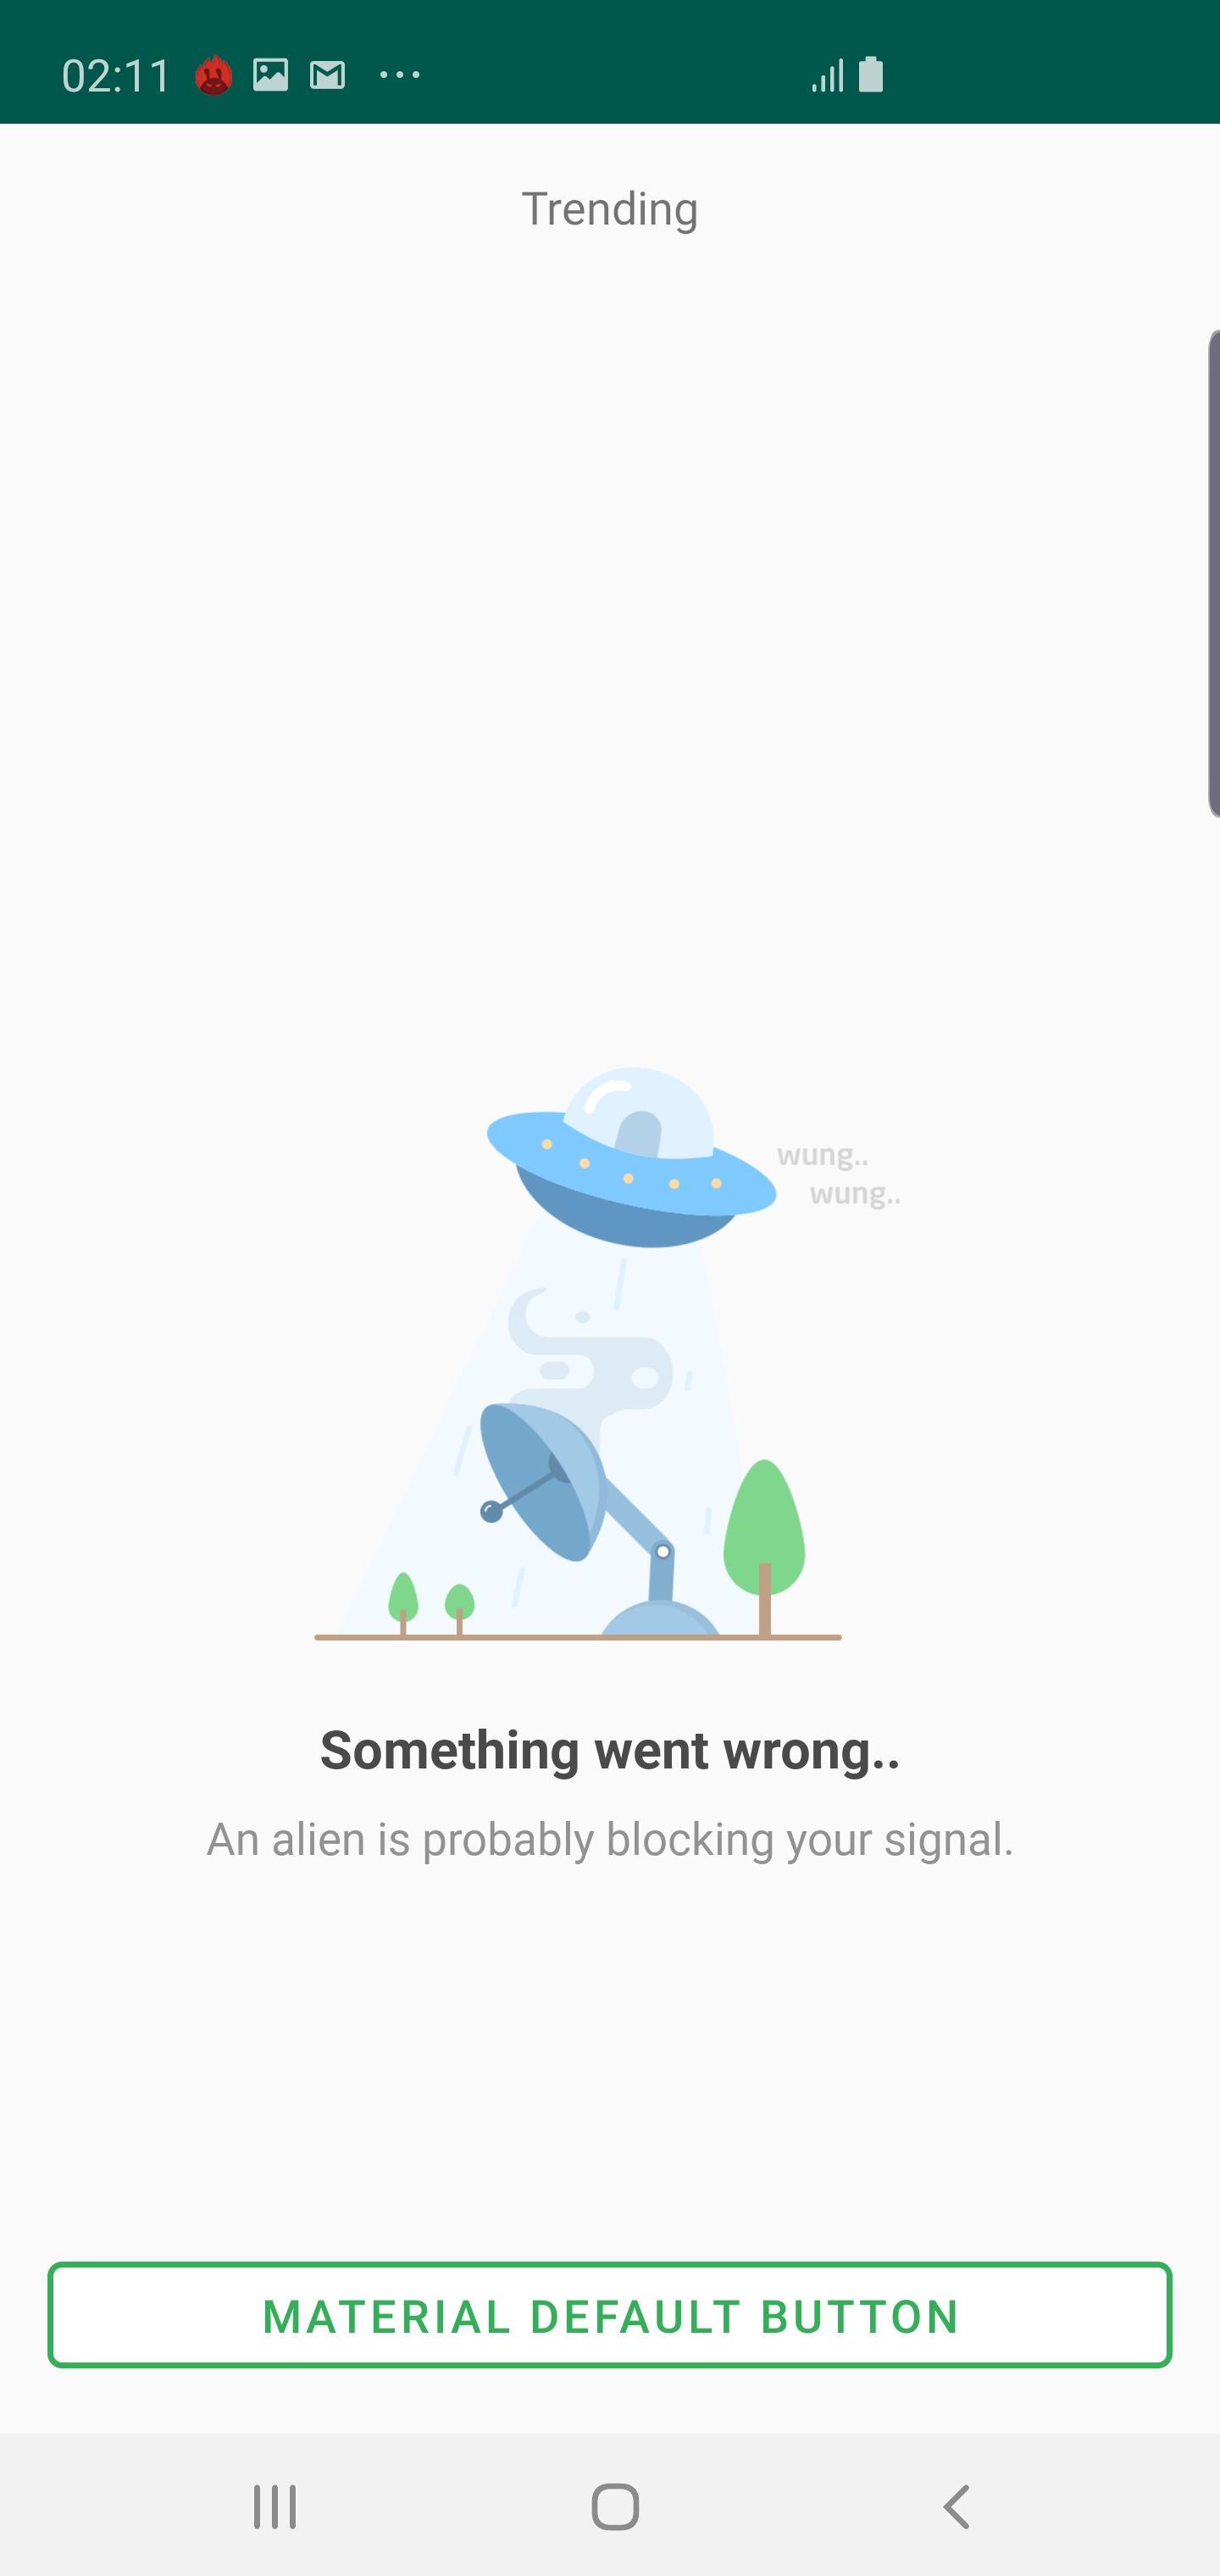 02:11
Trending
wung..
wung..
Something went wrong..
An alien is probably blocking your signal.
MATERIAL DEFAULT BUTTON